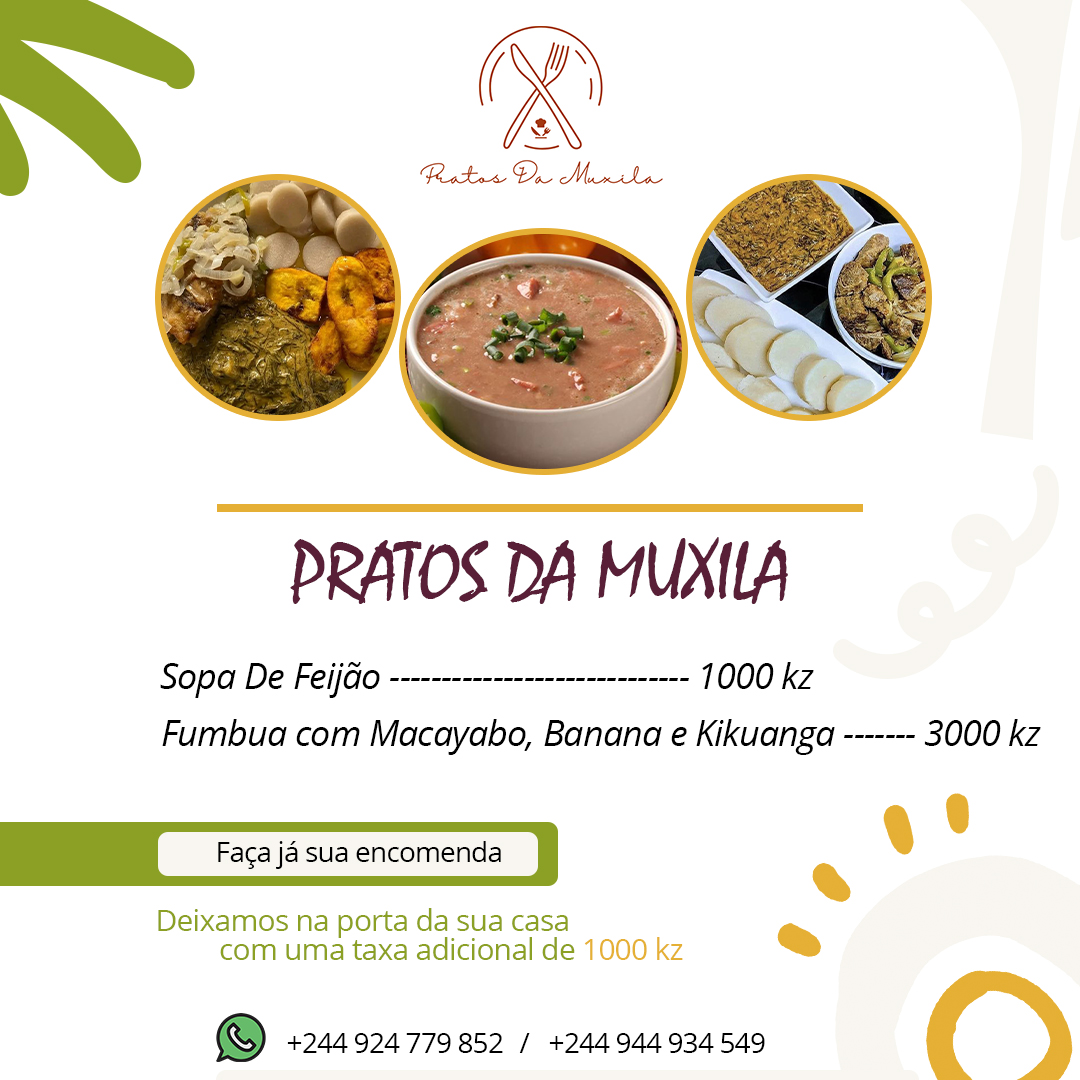 Pratos Da Muxila
PRATOS DA MUXILA
Sopa De Feijão ----------------------------- 1000 kz
Fumbua com Macayabo, Banana e Kikuanga ------- 3000 kz
Faça já sua encomenda
Deixamos na porta da sua casa
com uma taxa adicional de 1000 kz
+244 924 779 852 / +244 944 934 549